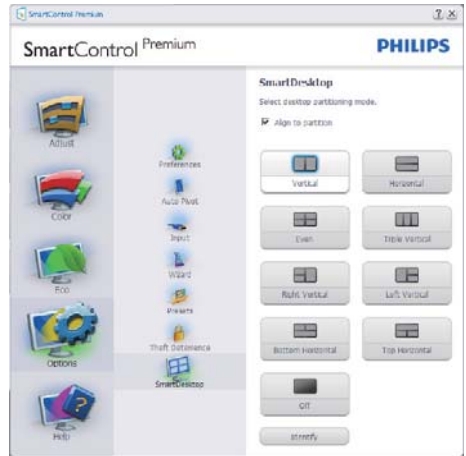 SmartControl Premium
SmartControl Premium
PHILIPS
Adjust
Color
Eco
Options
Help
Preferences
Auto Pivot
Input
Wizard
Presets
Theft Deterrence
SmartDesktop
SmartDesktop
Select desktop partitioning mode.
Align to partition
Vertical
Horizontal
Even
Triple Vertical
Right Vertical
Left Vertical
Bottom Horizontal
Top Horizontal
Off
Identify